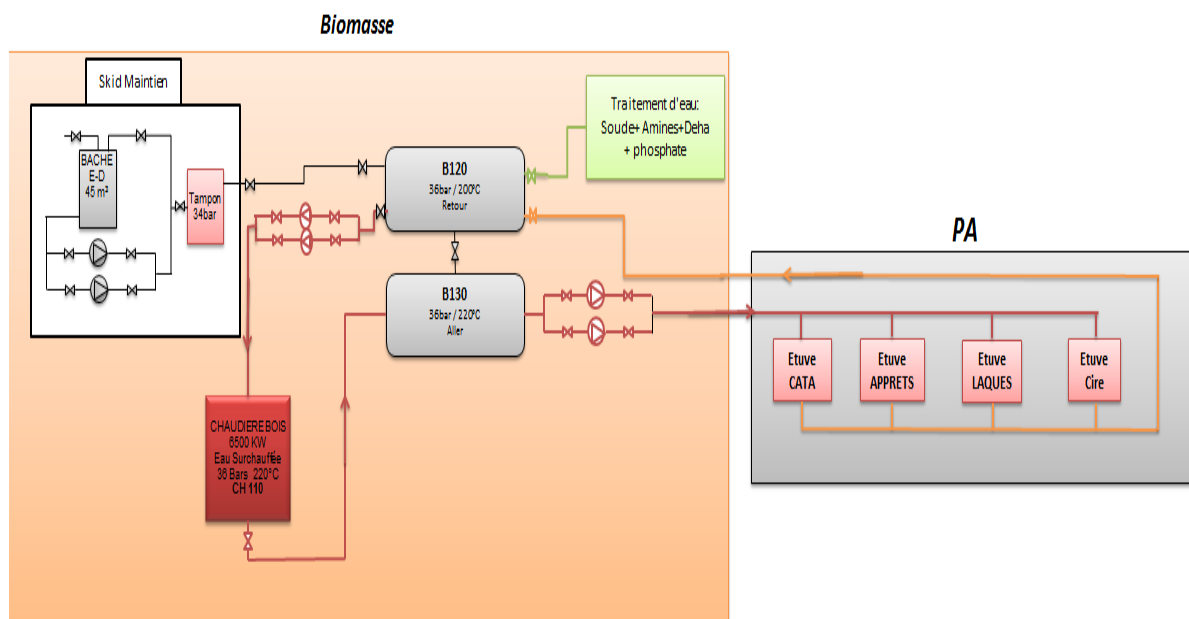 Biomasse
Skid Maintien
BACHE
E-D
45 m³
Tampon
34bar
B120
36bar / 200°C
Retour
Traitement d'eau:
Soude+ Amines+Deha
+ phosphate
B130
36bar / 220°C
Aller
CHAUDIERE BOIS
6500 KW
Eau Surchauffée
36 Bars 220°C
CH 110
PA
Etuve
CATA
Etuve
APPRETS
Etuve
LAQUES
Etuve
Cire